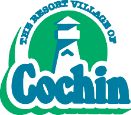 THE RESORT VILLAGE OF
Cochin